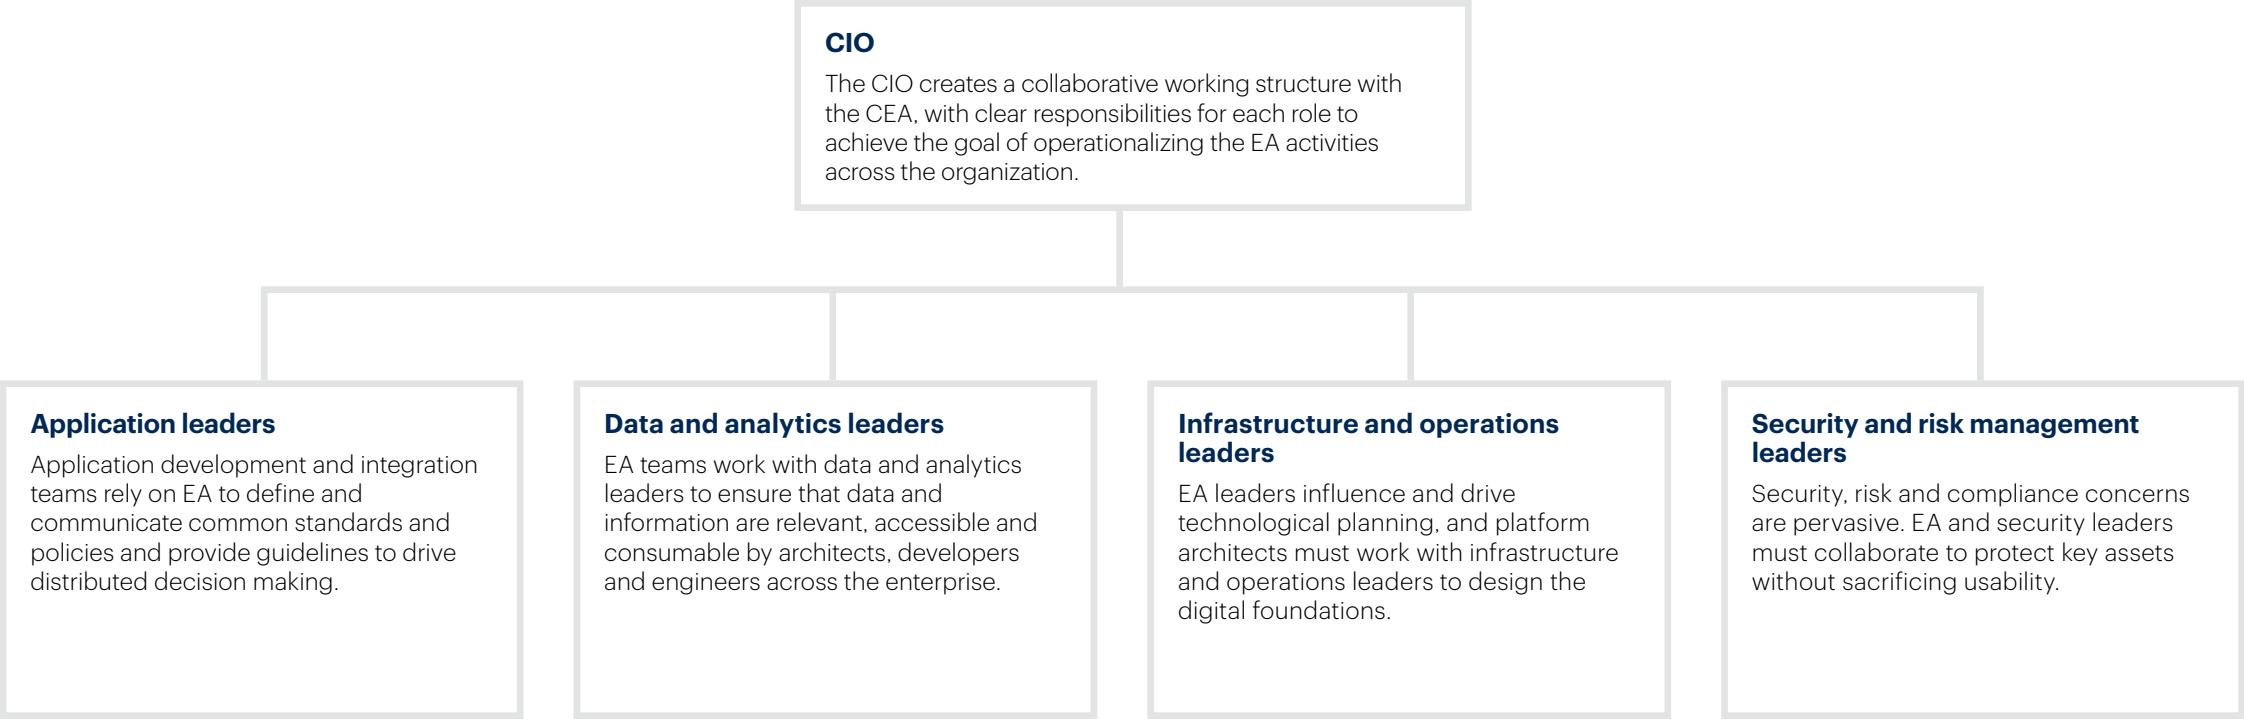 CIO
The CIO creates a collaborative working structure with
the CEA, with clear responsibilities for each role to
achieve the goal of operationalizing the EA activities
across the organization.
Application leaders
Application development and integration
teams rely on EA to define and
communicate common standards and
policies and provide guidelines to drive
distributed decision making.
Data and analytics leaders
EA teams work with data and analytics
leaders to ensure that data and
information are relevant, accessible and
consumable by architects, developers
and engineers across the enterprise.
Infrastructure and operations
leaders
EA leaders influence and drive
technological planning, and platform
architects must work with infrastructure
and operations leaders to design the
digital foundations.
Security and risk management
leaders
Security, risk and compliance concerns
are pervasive. EA and security leaders
must collaborate to protect key assets
without sacrificing usability.